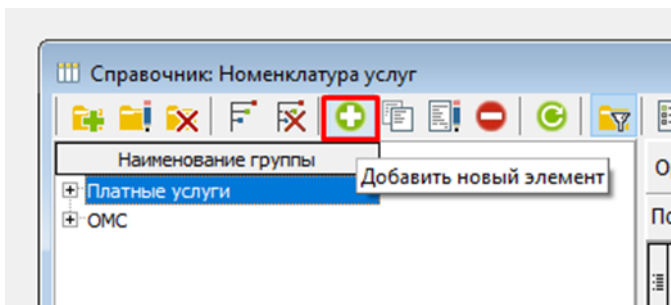 Справочник: Номенклатура услуг
Наименование группы
Добавить новый элемент
Платные услуги
ОМС